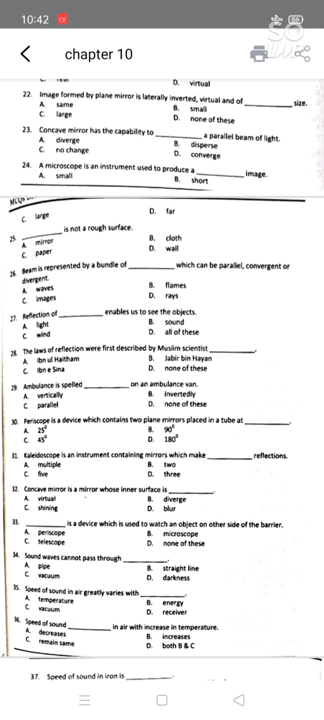 10:42
86
chapter 10
D. virtual
22. Image formed by plane mirror is laterally inverted, virtual and of __________ size.
A. same B. small
C. large D. none of these
23. Concave mirror has the capability to __________ a parallel beam of light.
A. diverge B. disperse
C. no change D. converge
24. A microscope is an instrument used to produce a __________ image.
A. small B. short
C. large D. far
25. __________ is not a rough surface.
A. mirror B. cloth
C. paper D. wall
26. Beam is represented by a bundle of __________ which can be parallel, convergent or
divergent.
A. waves B. flames
C. images D. rays
27. Reflection of __________ enables us to see the objects.
A. light B. sound
C. wind D. all of these
28. The laws of reflection were first described by Muslim scientist __________.
A. Ibn ul Haitham B. Jabir bin Hayan
C. Ibn e Sina D. none of these
29. Ambulance is spelled __________ on an ambulance van.
A. vertically B. invertedly
C. parallel D. none of these
30. Periscope is a device which contains two plane mirrors placed in a tube at __________.
A. 25⁰ B. 90⁰
C. 45⁰ D. 180⁰
31. Kaleidoscope is an instrument containing mirrors which make __________ reflections.
A. multiple B. two
C. five D. three
32. Concave mirror is a mirror whose inner surface is __________.
A. virtual B. diverge
C. shining D. blur
33. __________ is a device which is used to watch an object on other side of the barrier.
A. periscope B. microscope
C. telescope D. none of these
34. Sound waves cannot pass through __________.
A. pipe B. straight line
C. vacuum D. darkness
35. Speed of sound in air greatly varies with __________.
A. temperature B. energy
C. vacuum D. receiver
36. Speed of sound __________ in air with increase in temperature.
A. decreases B. increases
C. remain same D. both B & C
37. Speed of sound in iron is __________.